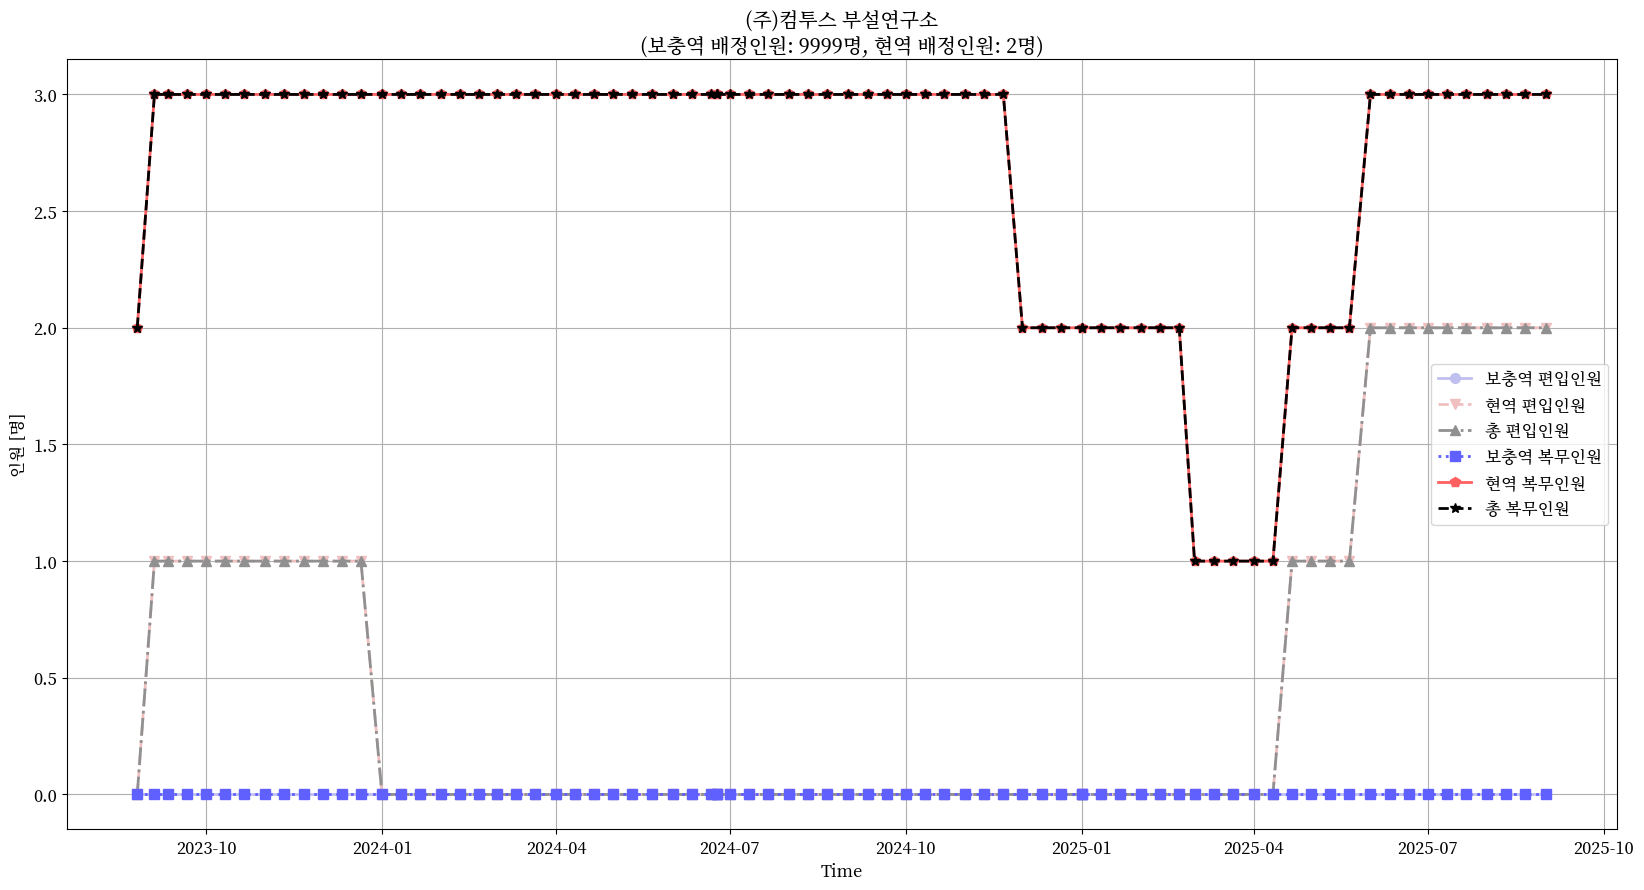 (주)컴투스 부설연구소
(보충역 배정인원: 9999명, 현역 배정인원: 2명)
3.0
2.5
2.0
1.5
1.0
0.5
0.0
인원 [명]
보충역 편입인원
현역 편입인원
총 편입인원
보충역 복무인원
현역 복무인원
총 복무인원
2023-10
2024-01
2024-04
2024-07
2024-10
2025-01
2025-04
2025-07
2025-10
Time